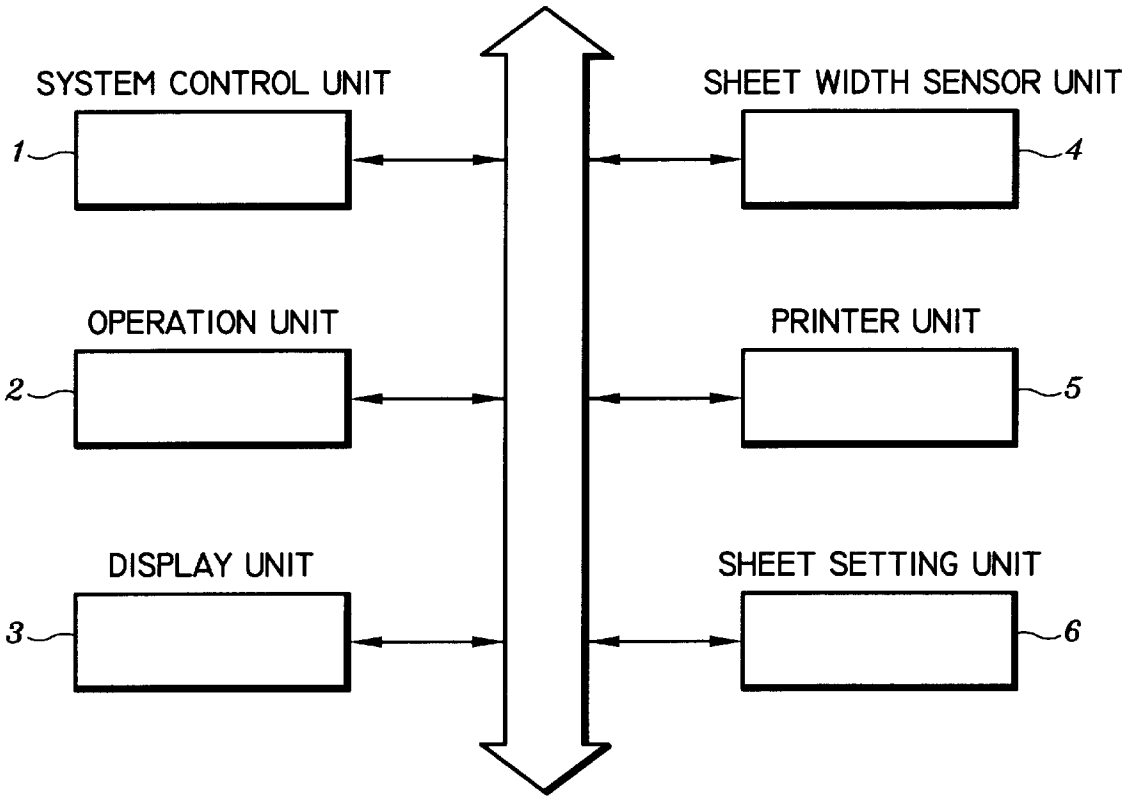 SYSTEM CONTROL UNIT
1
SHEET WIDTH SENSOR UNIT
4
OPERATION UNIT
2
PRINTER UNIT
5
DISPLAY UNIT
3
SHEET SETTING UNIT
6